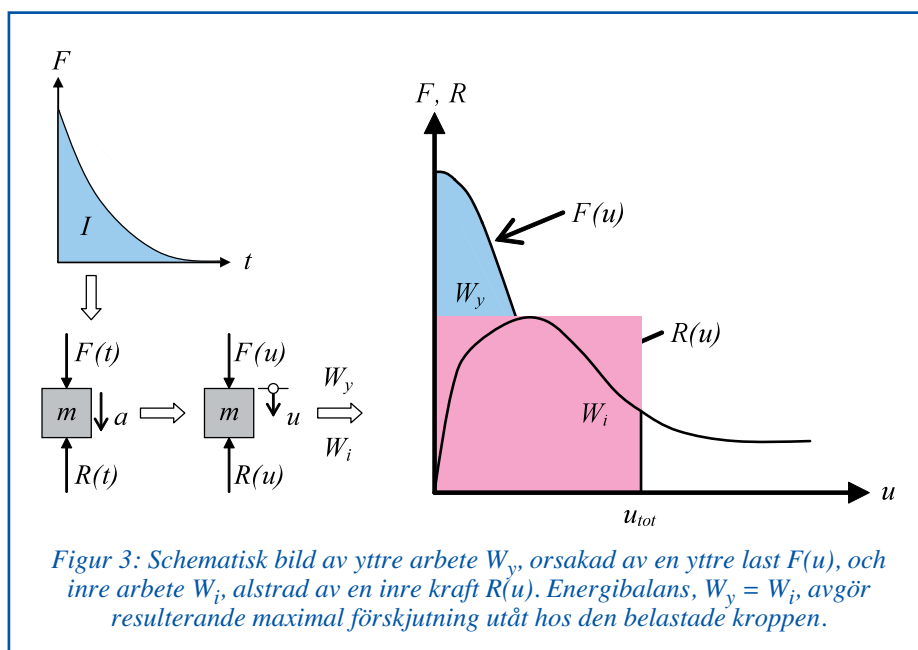 F
I
t
F(t)
m
a
R(t)
F(u)
m
u
R(u)
W_y
W_i
F, R
F(u)
W_y
R(u)
W_i
u
u_tot
Figur 3: Schematisk bild av yttre arbete W_y, orsakad av en yttre last F(u), och
inre arbete W_i, alstrad av en inre kraft R(u). Energibalans, W_y = W_i, avgör
resulterande maximal förskjutning utåt hos den belastade kroppen.